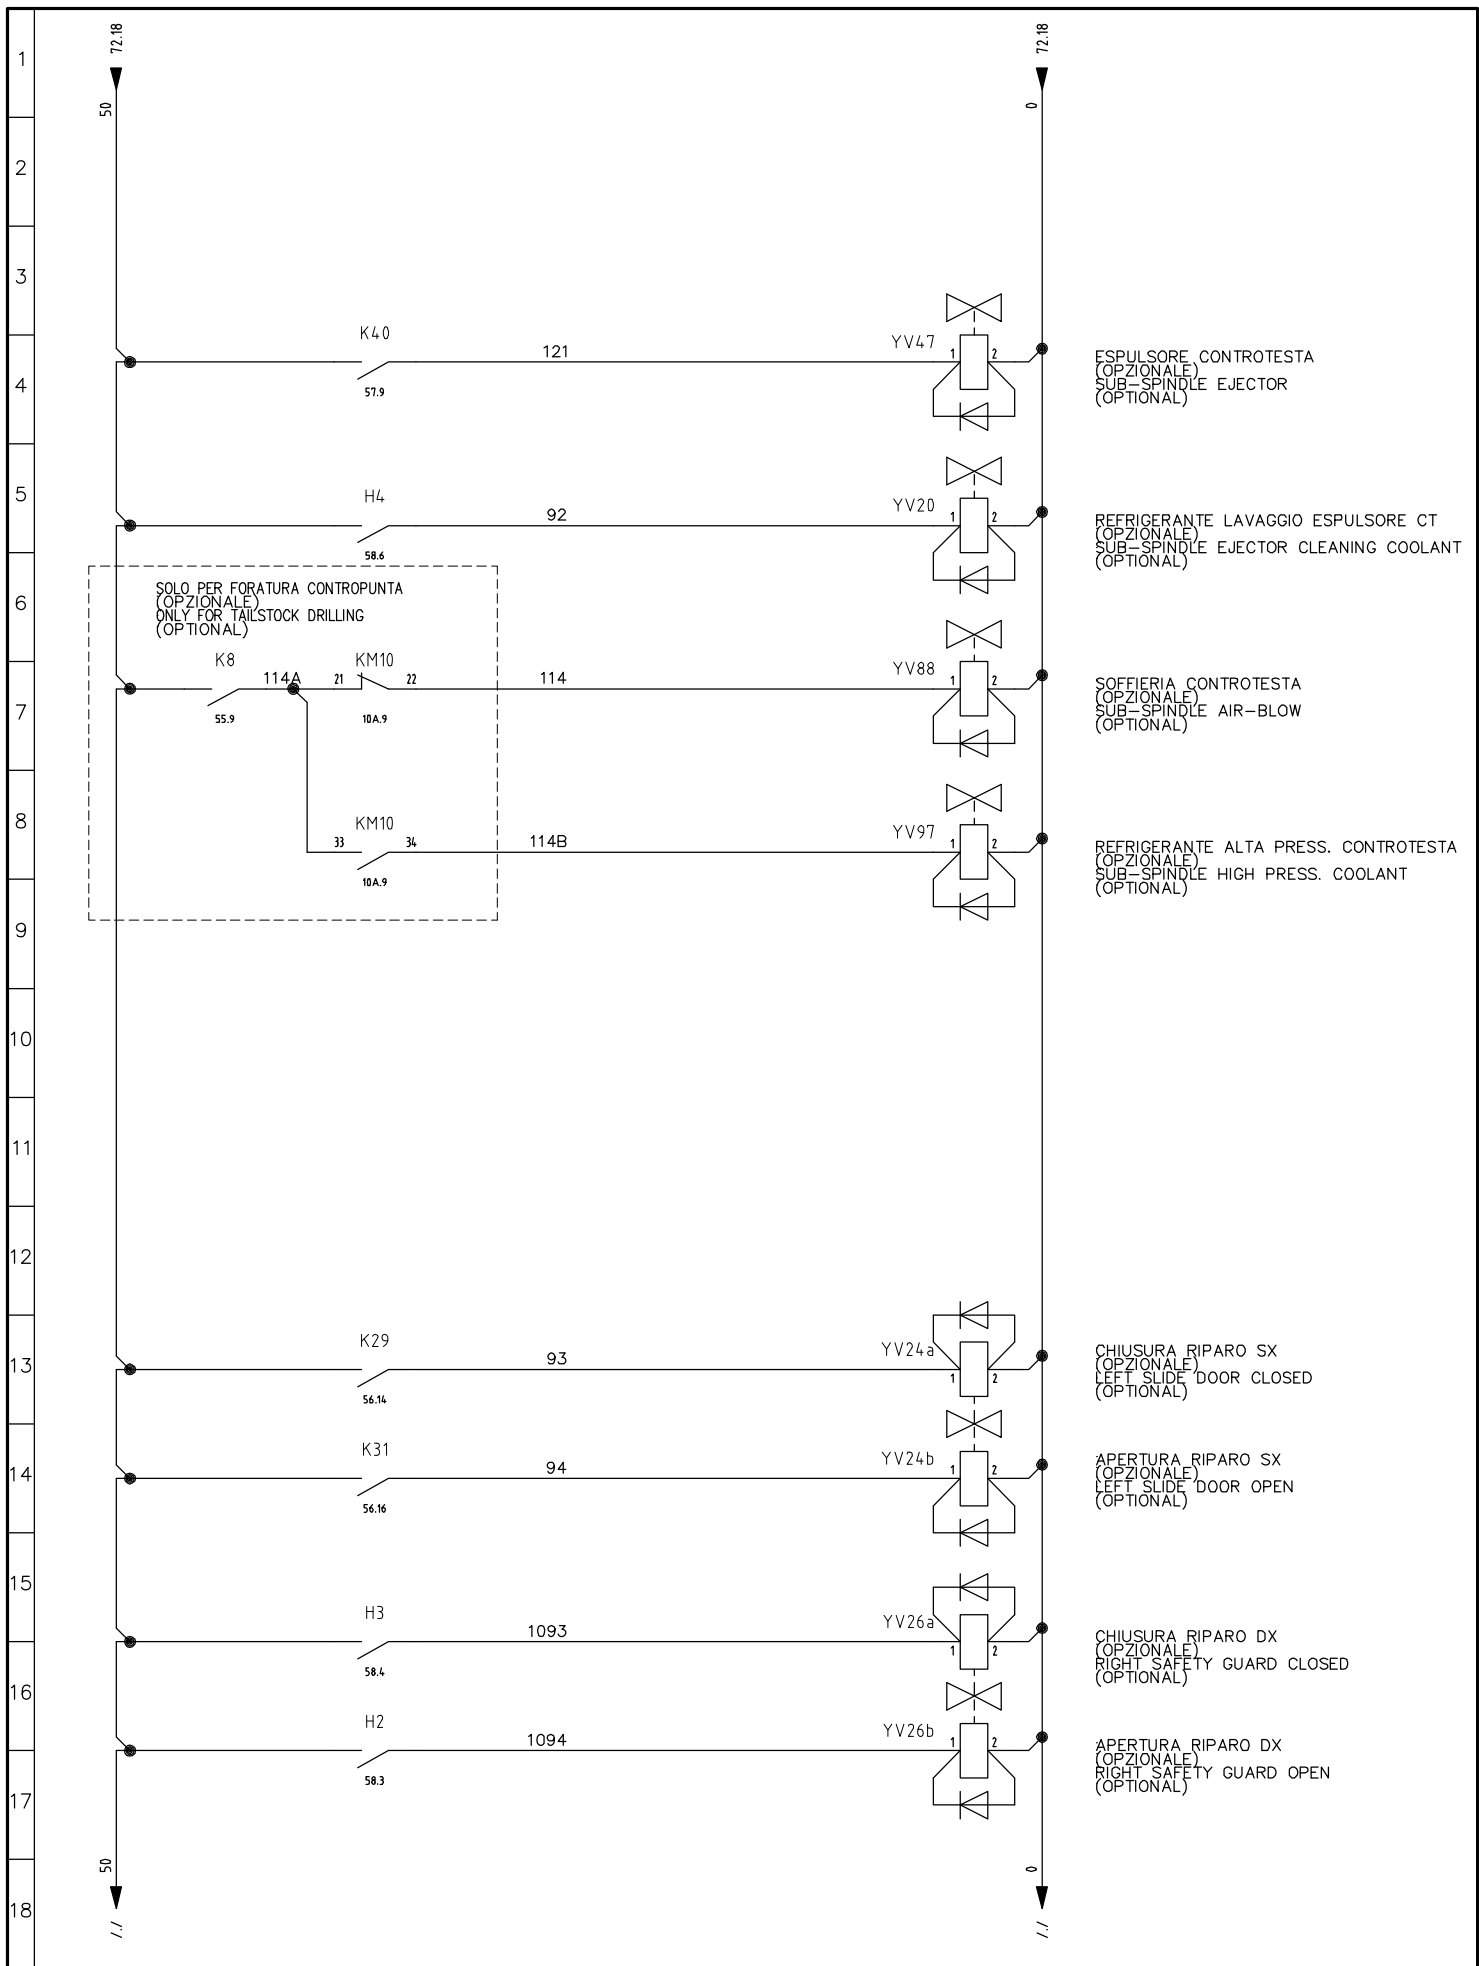 72.18
72.18
1
50
0
2
3
K40
121
YV47
1
2
57.9
4
ESPULSORE CONTROTESTA
(OPZIONALE)
SUB-SPINDLE EJECTOR
(OPTIONAL)
5
H4
92
YV20
1
2
58.6
REFRIGERANTE LAVAGGIO ESPULSORE CT
(OPZIONALE)
SUB-SPINDLE EJECTOR CLEANING COOLANT
(OPTIONAL)
6
SOLO PER FORATURA CONTROPUNTA
(OPZIONALE)
ONLY FOR TAILSTOCK DRILLING
(OPTIONAL)
K8
114A
21
KM10
22
114
YV88
1
2
55.9
10A.9
7
SOFFIERIA CONTROTESTA
(OPZIONALE)
SUB-SPINDLE AIR-BLOW
(OPTIONAL)
8
33
KM10
34
114B
YV97
1
2
10A.9
REFRIGERANTE ALTA PRESS. CONTROTESTA
(OPZIONALE)
SUB-SPINDLE HIGH PRESS. COOLANT
(OPTIONAL)
9
10
11
12
13
K29
93
YV24a
1
2
56.14
CHIUSURA RIPARO SX
(OPZIONALE)
LEFT SLIDE DOOR CLOSED
(OPTIONAL)
14
K31
94
YV24b
1
2
56.16
APERTURA RIPARO SX
(OPZIONALE)
LEFT SLIDE DOOR OPEN
(OPTIONAL)
15
H3
1093
YV26a
1
2
58.4
CHIUSURA RIPARO DX
(OPZIONALE)
RIGHT SAFETY GUARD CLOSED
(OPTIONAL)
16
H2
1094
YV26b
1
2
58.3
APERTURA RIPARO DX
(OPZIONALE)
RIGHT SAFETY GUARD OPEN
(OPTIONAL)
17
50
0
18
/./
/./